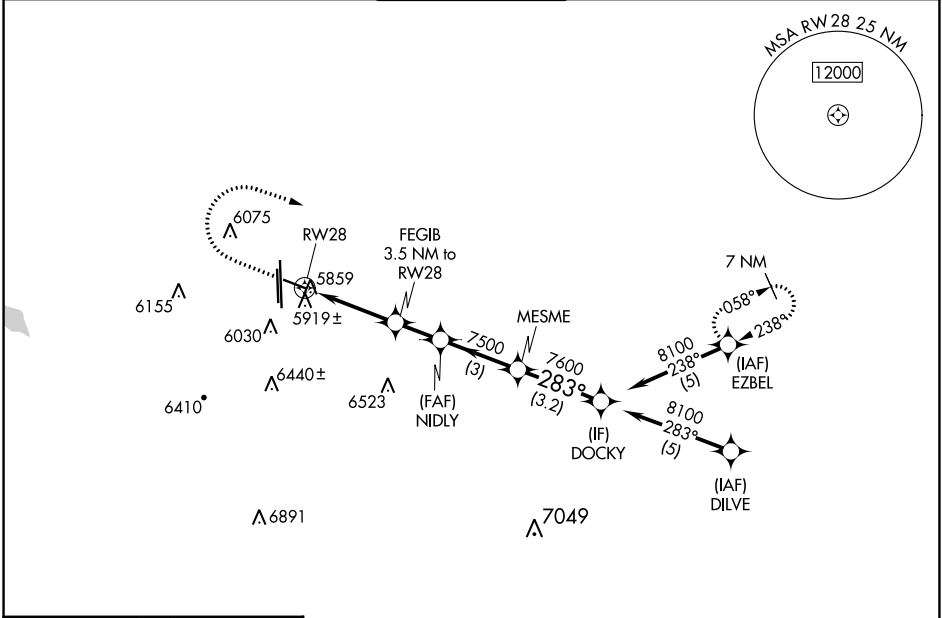 MSA RW 28 25 NM
12000
6075
RW28
5859
5919±
FEGIB
3.5 NM to
RW28
7 NM
058°
238°
6155
6030
MESME
7500
(3)
7600
283°
(3.2)
8100
238°
(5)
(IAF)
EZBEL
6440±
6410
6523
(FAF)
NIDLY
(IF)
DOCKY
8100
283°
(5)
(IAF)
DILVE
6891
7049